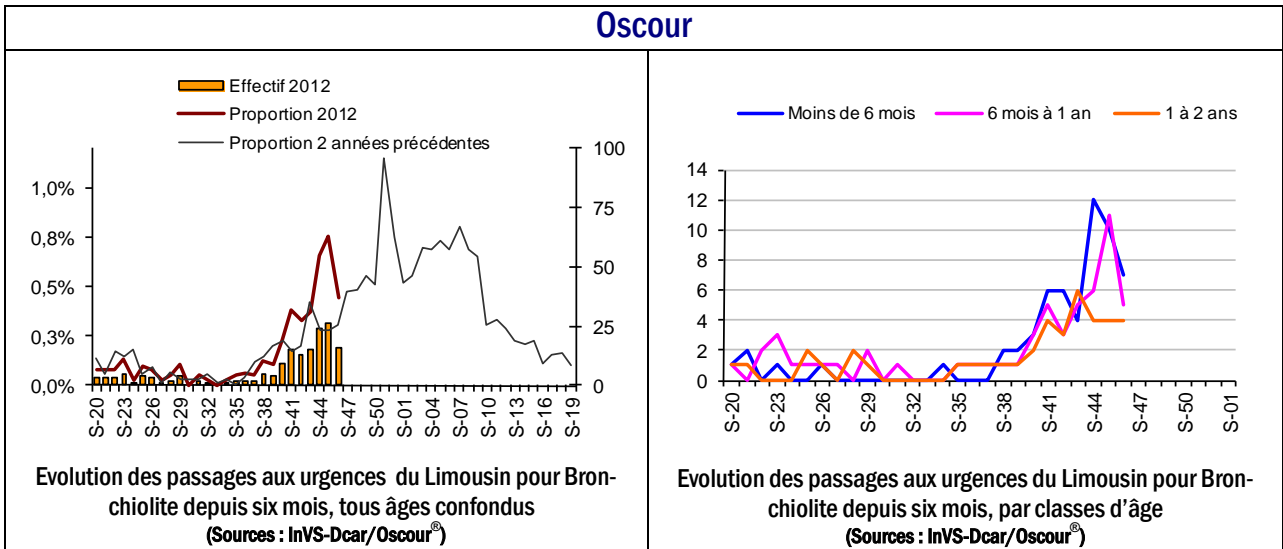 Oscour
Effectif 2012
Proportion 2012
Proportion 2 années précédentes
1,0%
0,8%
0,5%
0,3%
0,0%
100
75
50
25
0
S-20
S-23
S-26
S-29
S-32
S-35
S-38
S-41
S-44
S-47
S-50
S-01
S-04
S-07
S-10
S-13
S-16
S-19
Evolution des passages aux urgences du Limousin pour Bron-
chiolite depuis six mois, tous âges confondus
(Sources : InVS-Dcar/Oscour®)
Moins de 6 mois
6 mois à 1 an
1 à 2 ans
14
12
10
8
6
4
2
0
S-20
S-23
S-26
S-29
S-32
S-35
S-38
S-41
S-44
S-47
S-50
S-01
Evolution des passages aux urgences du Limousin pour Bron-
chiolite depuis six mois, par classes d’âge
(Sources : InVS-Dcar/Oscour®)